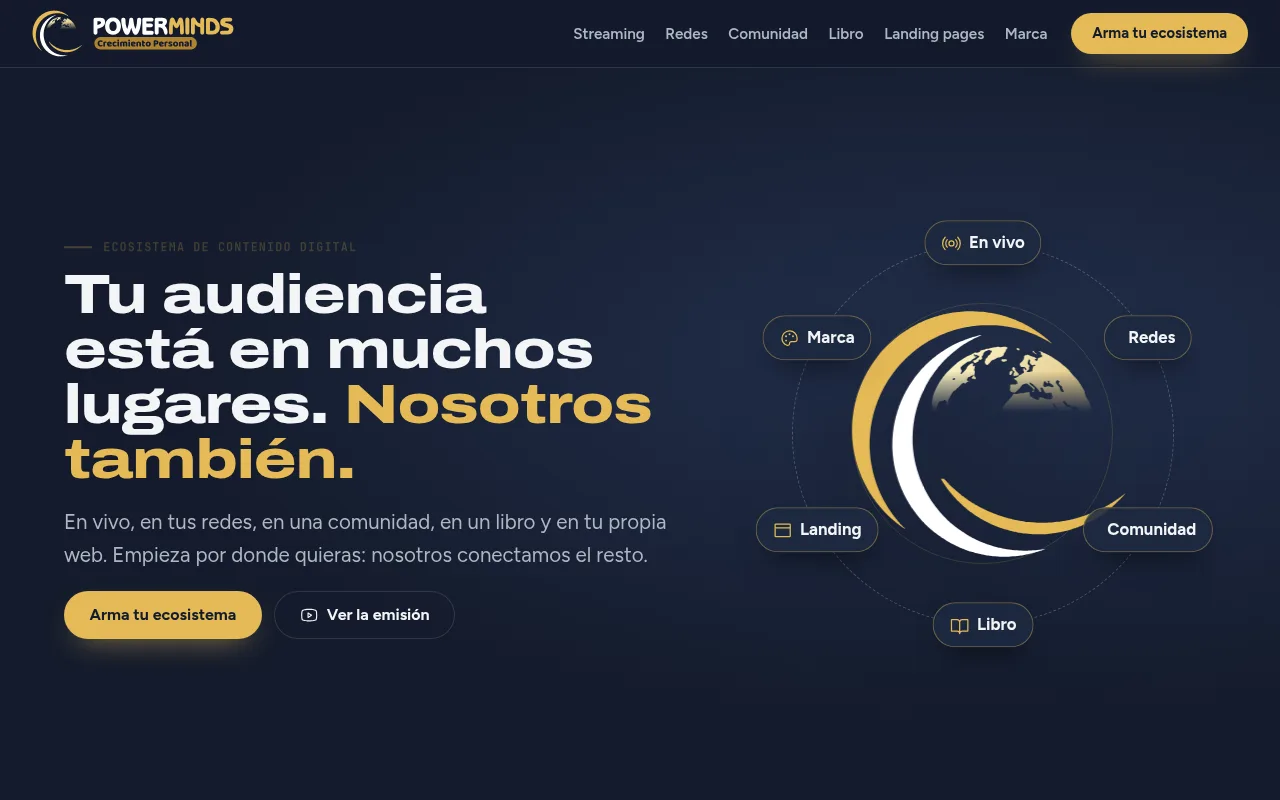 POWERMINDS
Crecimiento Personal
Streaming
Redes
Comunidad
Libro
Landing pages
Marca
Arma tu ecosistema
ECOSISTEMA DE CONTENIDO DIGITAL
Tu audiencia
está en muchos
lugares. Nosotros
también.
En vivo, en tus redes, en una comunidad, en un libro y en tu propia
web. Empieza por donde quieras: nosotros conectamos el resto.
Arma tu ecosistema
Ver la emisión
En vivo
Marca
Redes
Landing
Comunidad
Libro